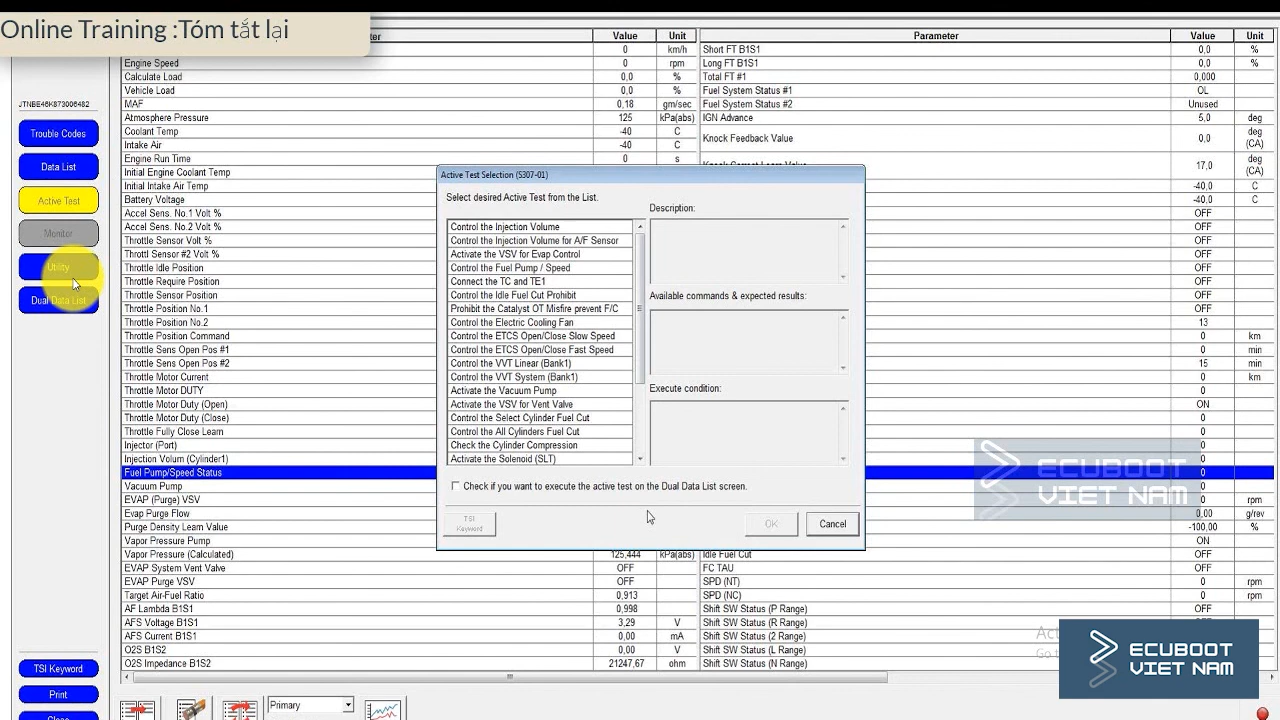 Online Training :Tóm tắt lại
ter Value Unit Parameter Value Unit
0 km/h Short FT B1S1 0,0 %
Engine Speed 0 rpm Long FT B1S1 0,0 %
Calculate Load 0,0 % Total FT #1 0,000
Vehicle Load 0,0 % Fuel System Status #1 OL
MAF 0,18 gm/sec Fuel System Status #2 Unused
Atmosphere Pressure 125 kPa(abs) IGN Advance 5,0 deg
Coolant Temp -40 C Knock Feedback Value 0,0 deg (CA)
Intake Air -40 C
Engine Run Time 0 s Knock Correct Learn Value 17,0 deg (CA)
Initial Engine Coolant Temp
Initial Intake Air Temp -40,0 C
Battery Voltage -40,0 C
Accel Sens. No.1 Volt % OFF
Accel Sens. No.2 Volt % OFF
Throttle Sensor Volt % OFF
Throttl Sensor #2 Volt % OFF
Throttle Idle Position OFF
Throttle Require Position OFF
Throttle Sensor Position OFF
Throttle Position No.1 OFF
Throttle Position No.2 13
Throttle Position Command 0 km
Throttle Sens Open Pos #1 0 min
Throttle Sens Open Pos #2 15 min
Throttle Motor Current 0 km
Throttle Motor DUTY 0
Throttle Motor Duty (Open) ON
Throttle Motor Duty (Close) OFF
Throttle Fully Close Learn 0
Injector (Port) 0
Injection Volum (Cylinder1) 0
Fuel Pump/Speed Status 0
Vacuum Pump 0
EVAP (Purge) VSV 0 rpm
Evap Purge Flow 0,00 g/rev
Purge Density Learn Value -100,00 %
Vapor Pressure Pump ON
Vapor Pressure (Calculated) 125,444 kPa(abs) Idle Fuel Cut OFF
EVAP System Vent Valve OFF FC TAU OFF
EVAP Purge VSV OFF SPD (NT) 0 rpm
Target Air-Fuel Ratio 0,913 SPD (NC) 0 rpm
AF Lambda B1S1 0,998 Shift SW Status (P Range) OFF
AFS Voltage B1S1 3,29 V Shift SW Status (R Range)
AFS Current B1S1 0,00 mA Shift SW Status (2 Range)
O2S B1S2 0,00 V Shift SW Status (L Range)
O2S Impedance B1S2 21247,67 ohm Shift SW Status (N Range)
JTNBE46K873006482
Trouble Codes
Data List
Active Test
Monitor
Utility
Dual Data List
TSI Keyword
Print
Close
Active Test Selection (S307-01)
Select desired Active Test from the List.
Control the Injection Volume
Control the Injection Volume for A/F Sensor
Activate the VSV for Evap Control
Control the Fuel Pump / Speed
Connect the TC and TE1
Control the Idle Fuel Cut Prohibit
Prohibit the Catalyst OT Misfire prevent F/C
Control the Electric Cooling Fan
Control the ETCS Open/Close Slow Speed
Control the ETCS Open/Close Fast Speed
Control the VVT Linear (Bank1)
Control the VVT System (Bank1)
Activate the Vacuum Pump
Activate the VSV for Vent Valve
Control the Select Cylinder Fuel Cut
Control the All Cylinders Fuel Cut
Check the Cylinder Compression
Activate the Solenoid (SLT)
Description:
Available commands & expected results:
Execute condition:
Check if you want to execute the active test on the Dual Data List screen.
TSI
Keyword
OK
Cancel
Primary
ECUBOOT
VIET NAM
ECUBOOT
VIET NAM